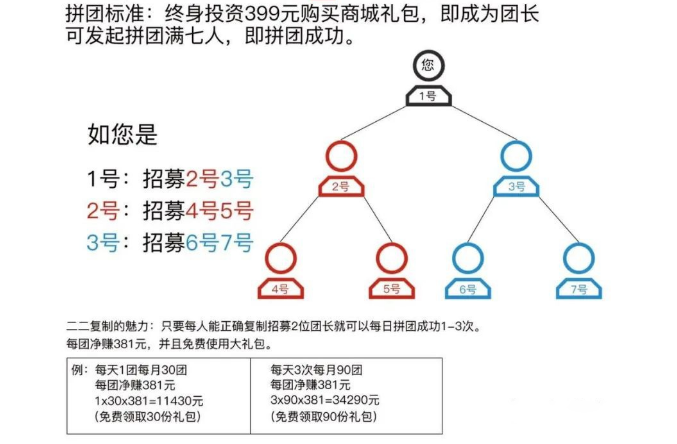 拼团标准：终身投资399元购买商城礼包，即成为团长
可发起拼团满七人，即拼团成功。
您
1号
如您是
1号：招募2号3号
2号：招募4号5号
3号：招募6号7号
2号
3号
4号
5号
6号
7号
二二复制的魅力：只要每人能正确复制招募2位团长就可以每日拼团成功1-3次。
每团净赚381元，并且免费使用大礼包。
例：每天1团每月30团
每团净赚381元
1x30x381=11430元
（免费领取30份礼包）
每天3次每月90团
每团净赚381元
3x90x381=34290元
（免费领取90份礼包）